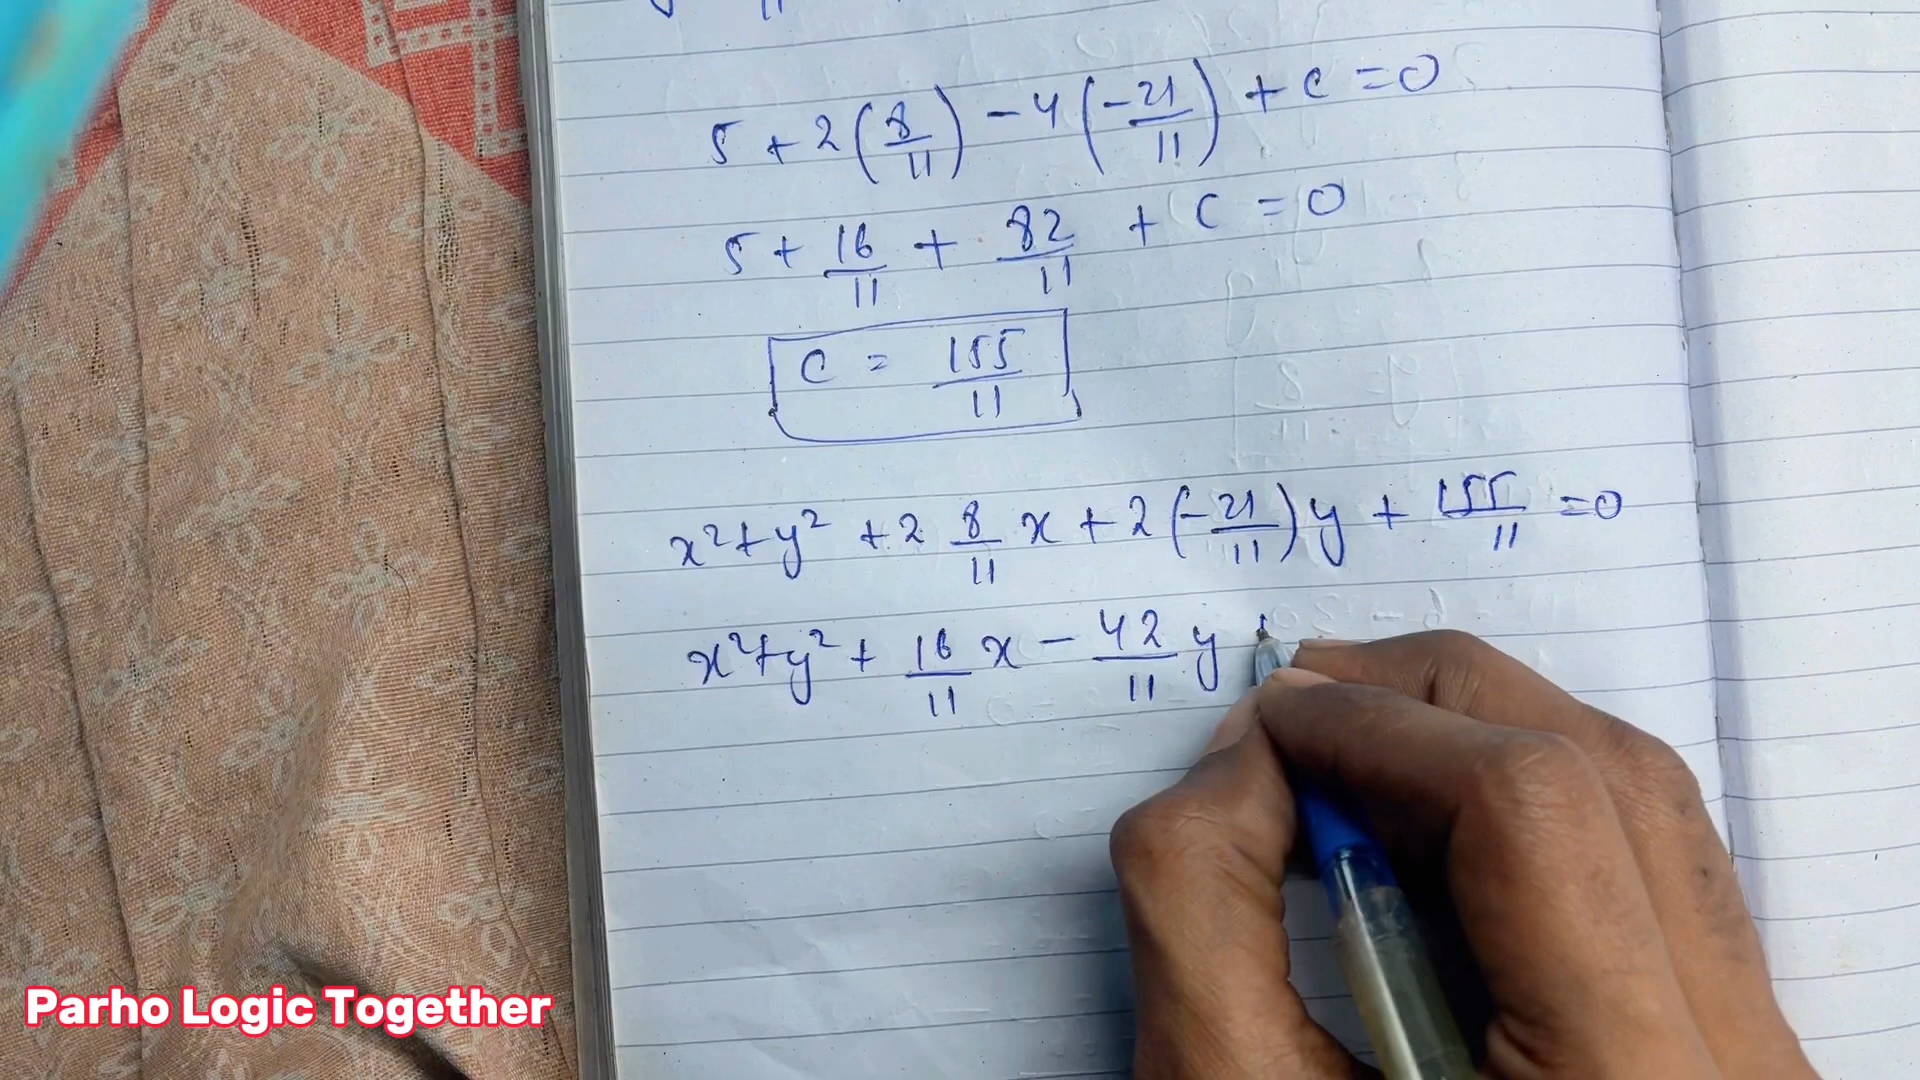 5 + 2 (8/11) - 4 (-21/11) + c = 0
5 + 16/11 + 82/11 + C = 0
C = 155/11
x² + y² + 2 8/11 x + 2 (-21/11) y + 155/11 = 0
x² + y² + 16/11 x - 42/11 y
Parho Logic Together